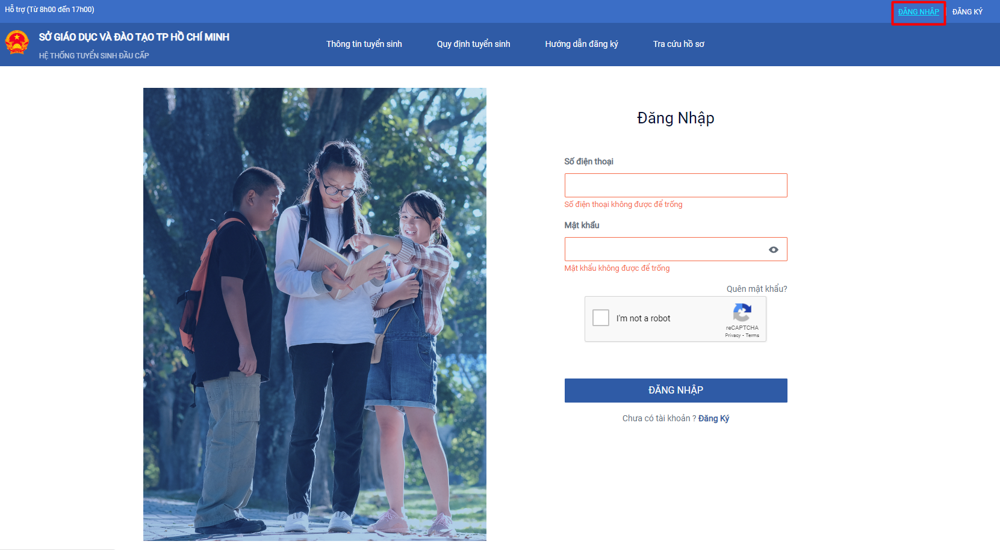 Hỗ trợ (Từ 8h00 đến 17h00)
ĐĂNG NHẬP
ĐĂNG KÝ
SỞ GIÁO DỤC VÀ ĐÀO TẠO TP HỒ CHÍ MINH
HỆ THỐNG TUYỂN SINH ĐẦU CẤP
Thông tin tuyển sinh
Quy định tuyển sinh
Hướng dẫn đăng ký
Tra cứu hồ sơ
Đăng Nhập
Số điện thoại
Số điện thoại không được để trống
Mật khẩu
Mật khẩu không được để trống
Quên mật khẩu?
I'm not a robot
reCAPTCHA
Privacy - Terms
ĐĂNG NHẬP
Chưa có tài khoản ? Đăng Ký